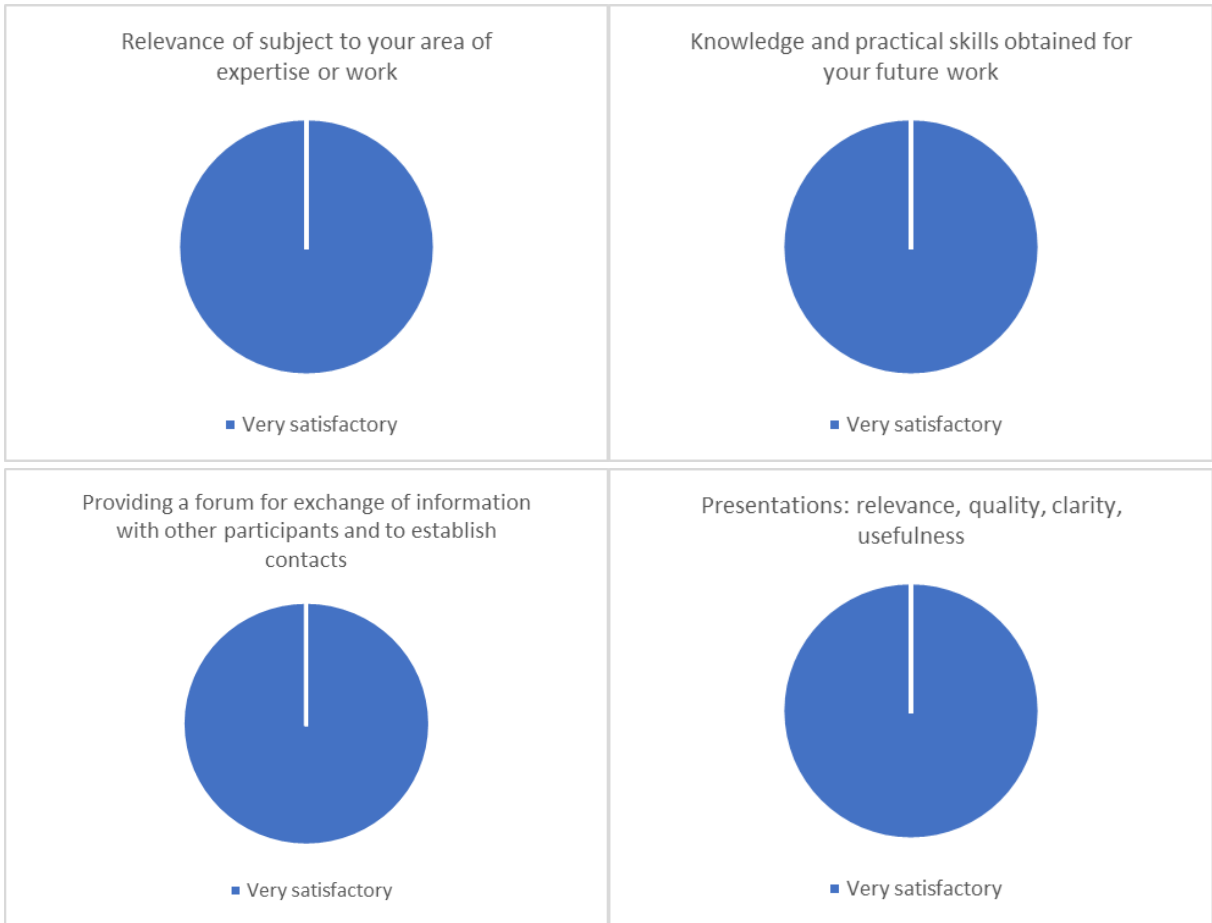 Relevance of subject to your area of
expertise or work
Very satisfactory
Knowledge and practical skills obtained for
your future work
Very satisfactory
Providing a forum for exchange of information
with other participants and to establish
contacts
Very satisfactory
Presentations: relevance, quality, clarity,
usefulness
Very satisfactory